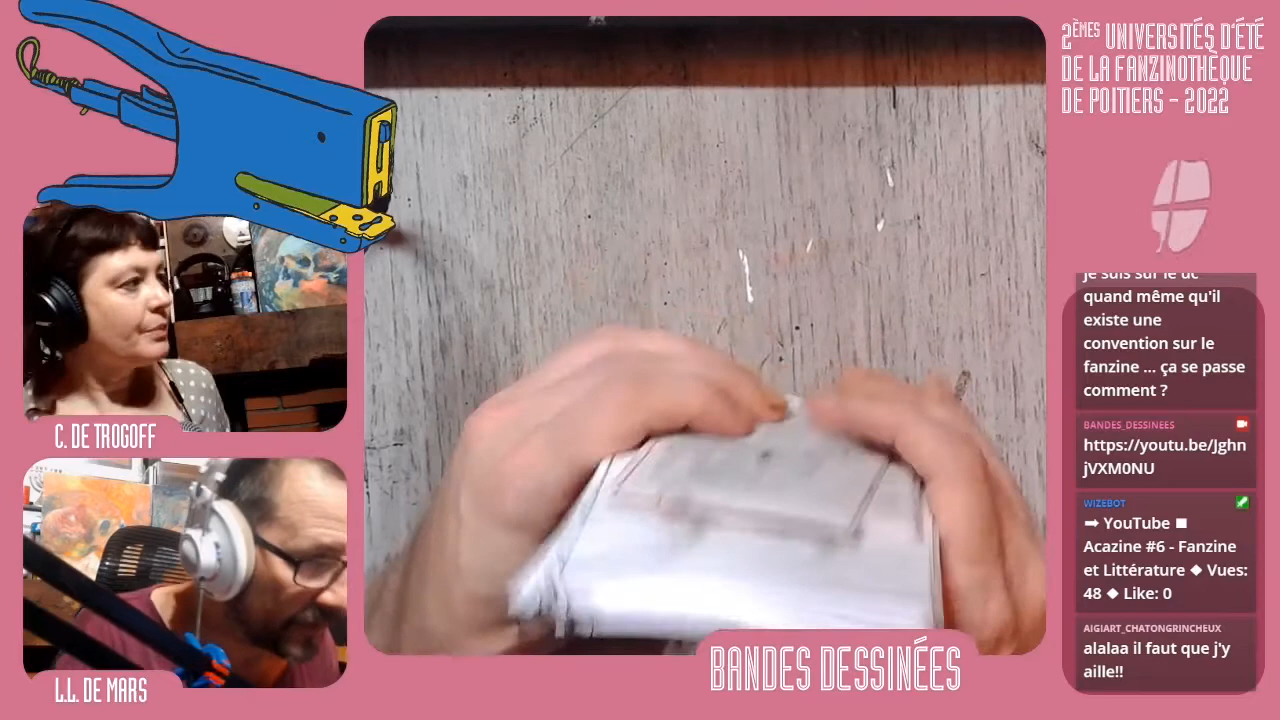 2ÈMES UNIVERSITÉS D'ÉTÉ
DE LA FANZINOTHÈQUE
DE POITIERS - 2022
C. DE TROGOFF
L.L. DE MARS
BANDES DESSINÉES
je suis sur le uc
quand même qu'il
existe une
convention sur le
fanzine ... ça se passe
comment ?
BANDES_DESSINEES
https://youtu.be/Jghn
jVXM0NU
WIZEBOT
➡ YouTube ■
Acazine #6 - Fanzine
et Littérature ◆ Vues:
48 ◆ Like: 0
AIGIART_CHATONGRINCHEUX
alalaa il faut que j'y
aille!!